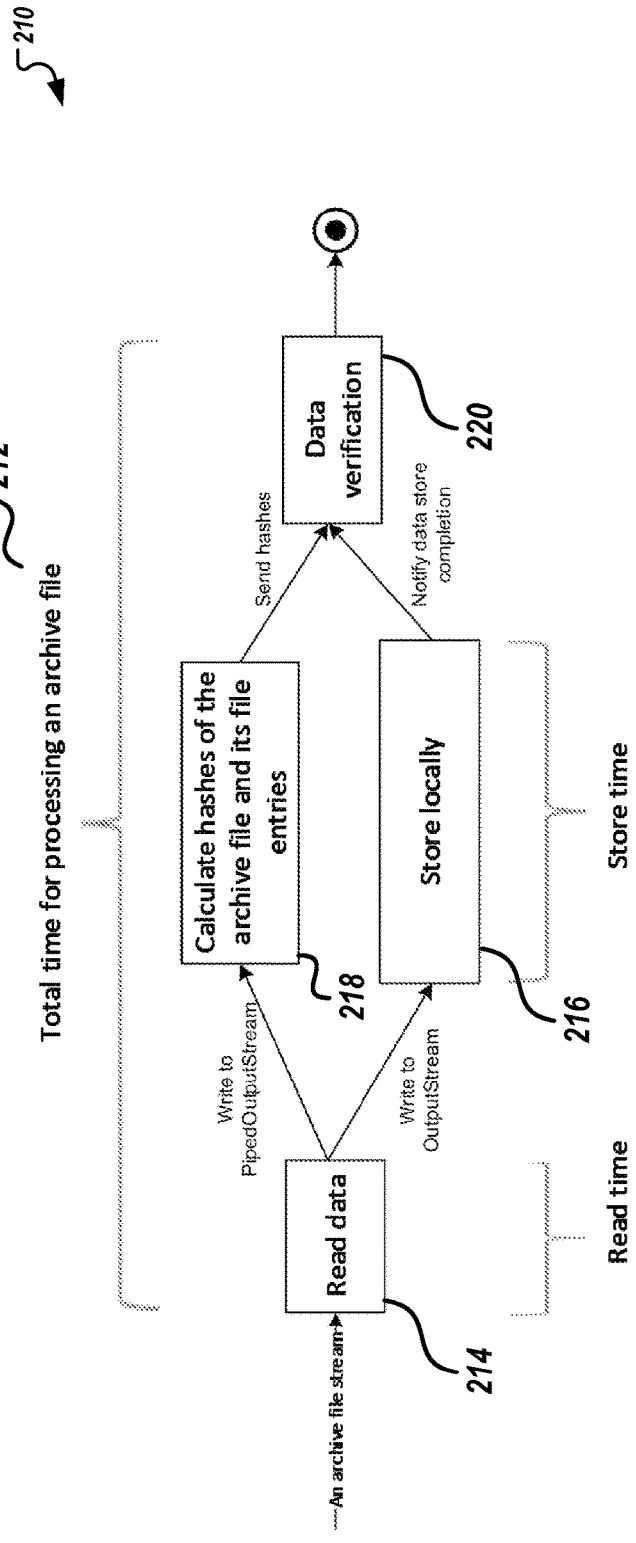 210
212
Total time for processing an archive file
An archive file stream
Read data
214
Write to
PipedOutputStream
Write to
OutputStream
Calculate hashes of the
archive file and its file
entries
218
Store locally
216
Send hashes
Notify data store
completion
Data
verification
220
Read time
Store time